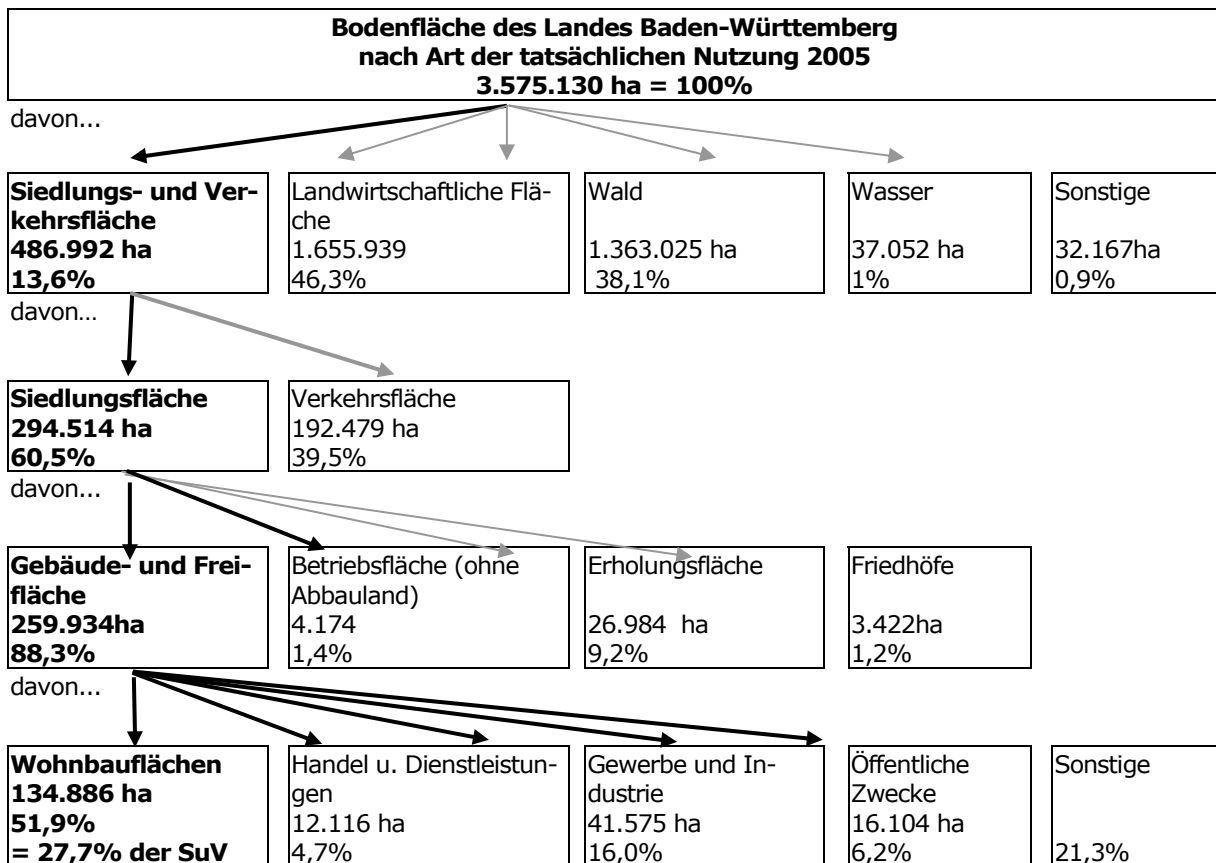 Bodenfläche des Landes Baden-Württemberg
nach Art der tatsächlichen Nutzung 2005
3.575.130 ha = 100%
davon...
Siedlungs- und Ver-
kehrsfläche
486.992 ha
13,6%
Landwirtschaftliche Flä-
che
1.655.939
46,3%
Wald
1.363.025 ha
38,1%
Wasser
37.052 ha
1%
Sonstige
32.167ha
0,9%
davon...
Siedlungsfläche
294.514 ha
60,5%
Verkehrsfläche
192.479 ha
39,5%
davon...
Gebäude- und Frei-
fläche
259.934ha
88,3%
Betriebsfläche (ohne
Abbauland)
4.174
1,4%
Erholungsfläche
26.984 ha
9,2%
Friedhöfe
3.422ha
1,2%
davon...
Wohnbauflächen
134.886 ha
51,9%
= 27,7% der SuV
Handel u. Dienstleistun-
gen
12.116 ha
4,7%
Gewerbe und In-
dustrie
41.575 ha
16,0%
Öffentliche
Zwecke
16.104 ha
6,2%
Sonstige
21,3%